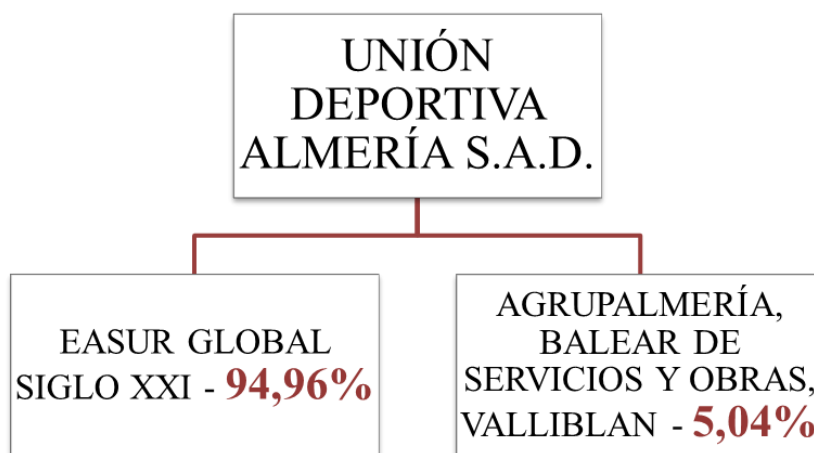 UNIÓN
DEPORTIVA
ALMERÍA S.A.D.
EASUR GLOBAL
SIGLO XXI - 94,96%
AGRUPALMERÍA,
BALEAR DE
SERVICIOS Y OBRAS,
VALLIBLAN - 5,04%